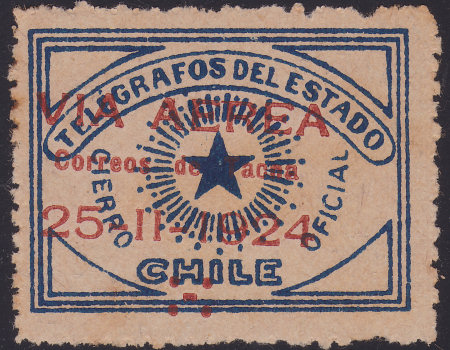 TELEGRAFOS DEL ESTADO
VIA AEREA
CIERRO OFICIAL
Correos de Tacna
25-II-1924
CHILE